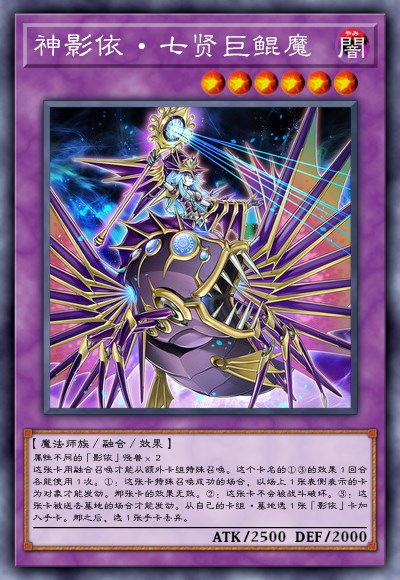 神影依·七贤巨鲲魔
やみ
闇
【魔法师族／融合／效果】
属性不同的「影依」怪兽×2
这张卡用融合召唤才能从额外卡组特殊召唤。这个卡名的①③的效果1回合
各能使用1次。①：这张卡特殊召唤成功的场合，以场上1张表侧表示的卡
为对象才能发动。那张卡的效果无效。②：这张卡不会被战斗破坏。③：这
张卡被送去墓地的场合才能发动。从自己的卡组·墓地选1张「影依」卡加
入手卡。那之后，选1张手卡丢弃。
ATK/2500 DEF/2000